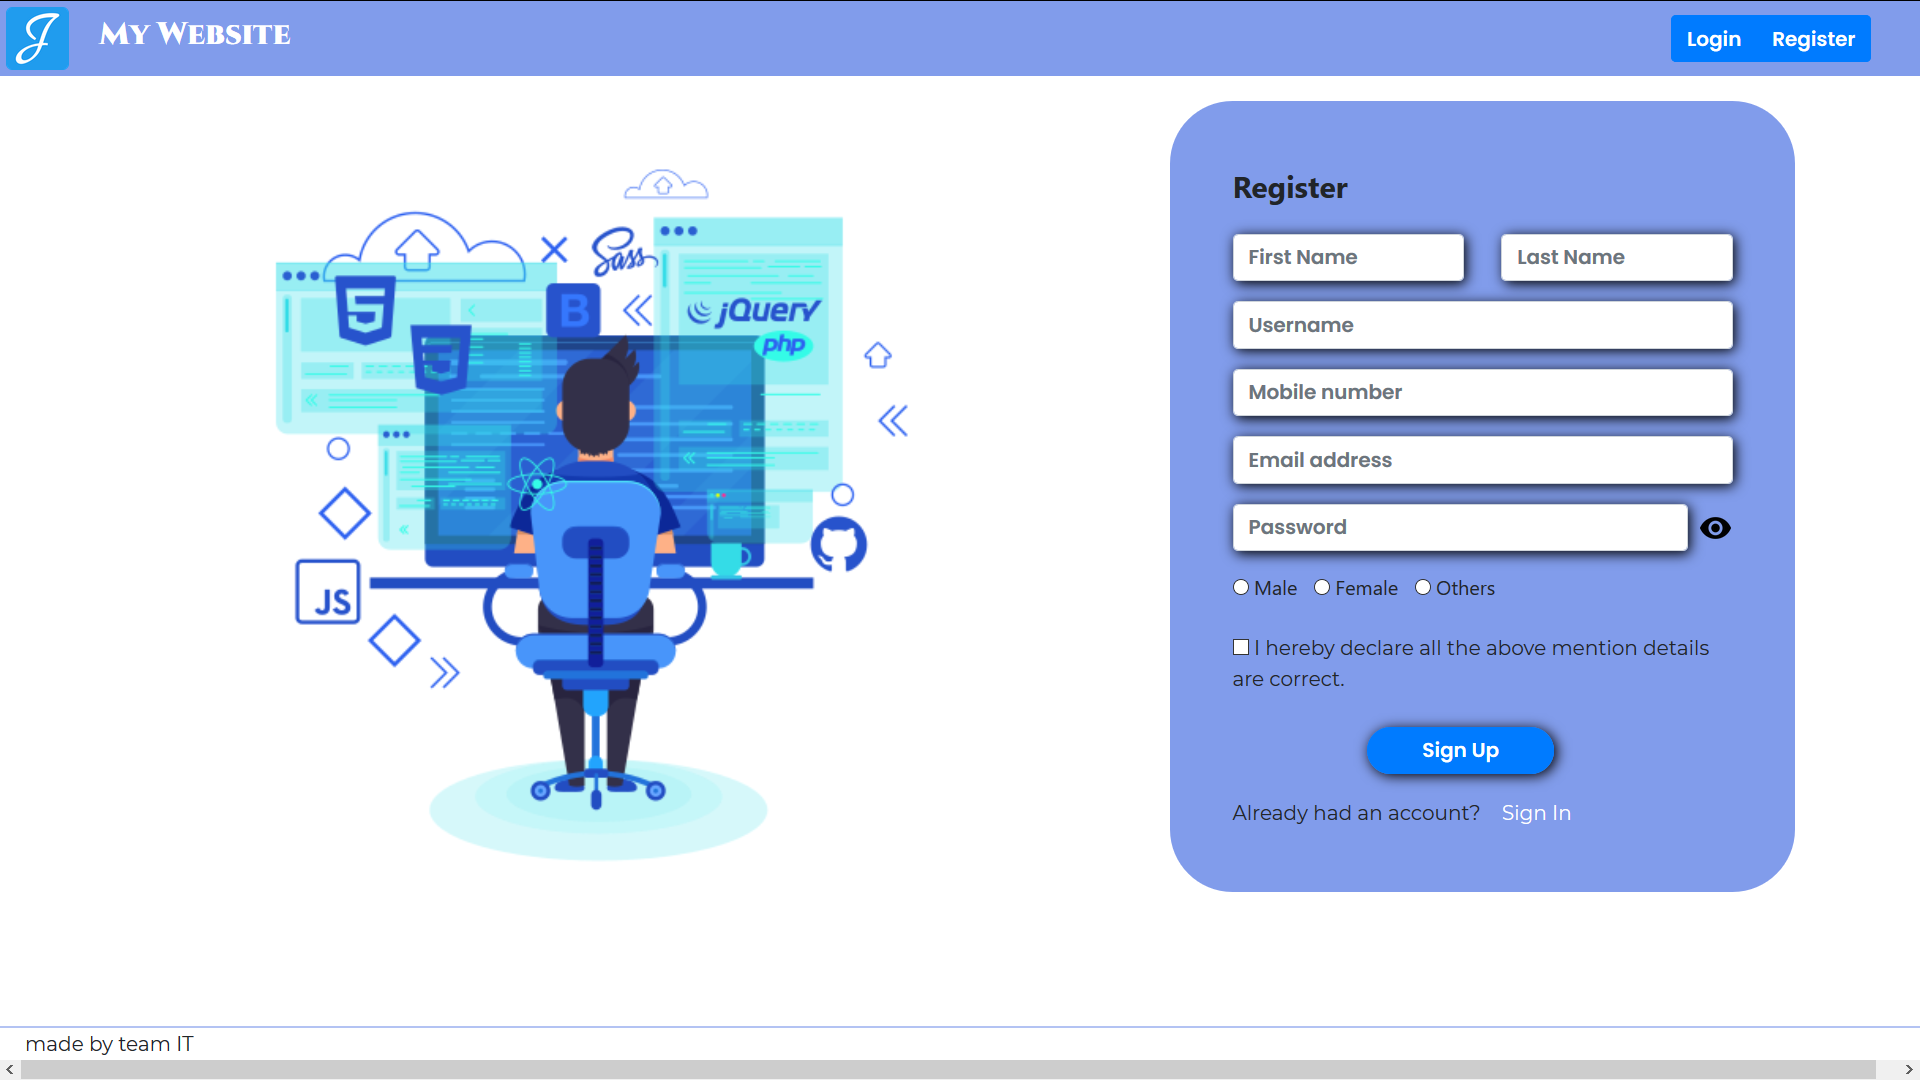 J My Website Login Register
Sass
jQuery
B
php
JS
Register
First Name Last Name
Username
Mobile number
Email address
Password
Male Female Others
I hereby declare all the above mention details
are correct.
Sign Up
Already had an account? Sign In
made by team IT